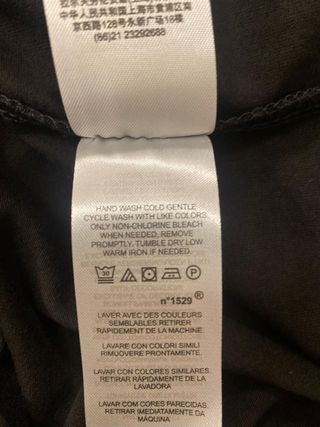 中华人民共和国上海市黄浦区南
京西路128号永新广场18楼
(86)21 23292688
HAND WASH COLD GENTLE
CYCLE WASH WITH LIKE COLORS
ONLY NON-CHLORINE BLEACH
WHEN NEEDED, REMOVE
PROMPTLY. TUMBLE DRY LOW
WARM IRON IF NEEDED.
30 P
n°1529 ®
LAVER AVEC DES COULEURS
SEMBLABLES RETIRER
RAPIDEMENT DE LA MACHINE
LAVARE CON COLORI SIMILI
RIMUOVERE PRONTAMENTE.
LAVAR CON COLORES SIMILARES.
RETIRAR RÁPIDAMENTE DE LA
LAVADORA
LAVAR COM CORES PARECIDAS
RETIRAR IMEDIATAMENTE DA
MÁQUINA